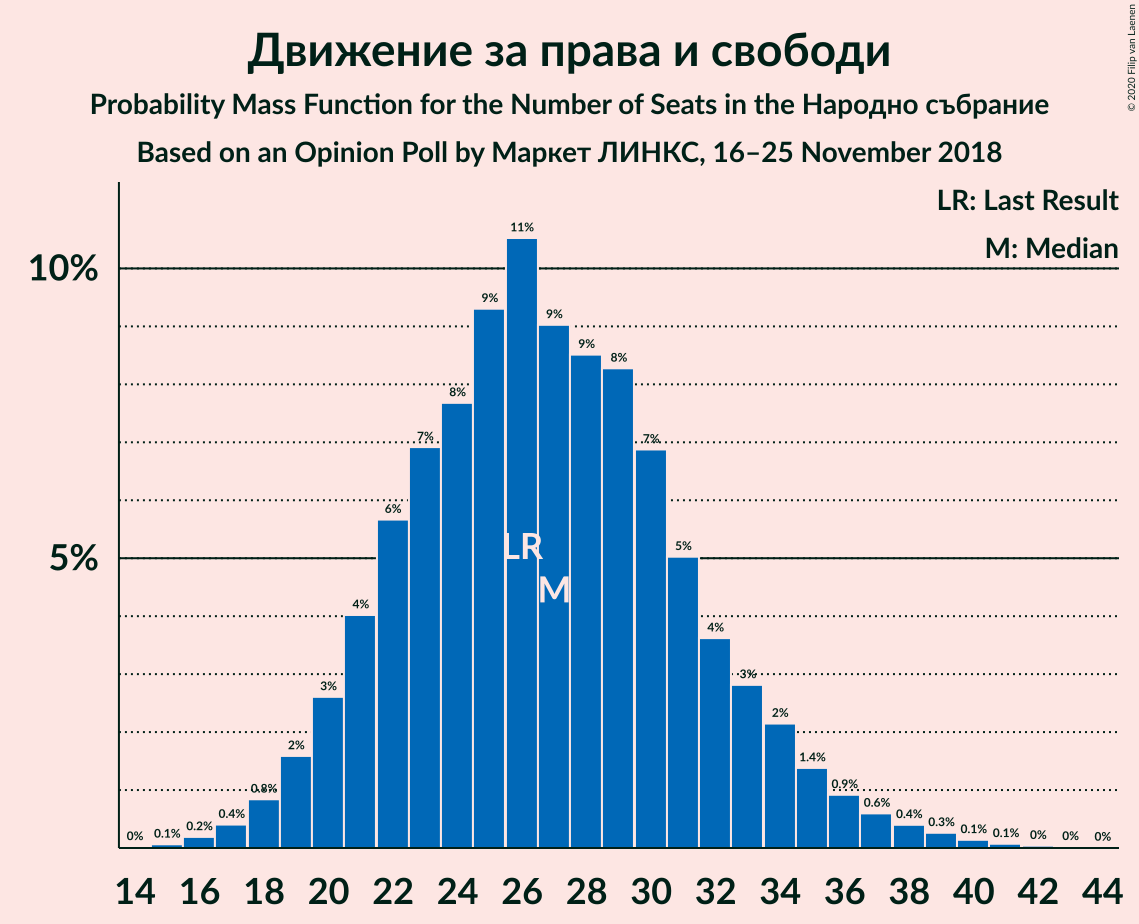 Движение за права и свободи
Probability Mass Function for the Number of Seats in the Народно събрание
Based on an Opinion Poll by Маркет ЛИНКС, 16–25 November 2018
© 2020 Filip van Laenen
LR: Last Result
M: Median
10%
5%
0% 0.1% 0.2% 0.4% 0.8% 2% 3% 4% 6% 7% 8% 9% 11% 9% 9% 8% 7% 5% 4% 3% 2% 1.4% 0.9% 0.6% 0.4% 0.3% 0.1% 0.1% 0% 0% 0%
LR
M
14 16 18 20 22 24 26 28 30 32 34 36 38 40 42 44